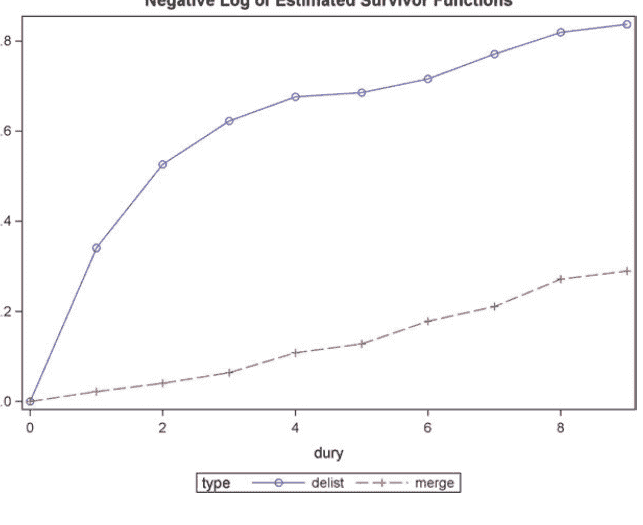 Negative Log of Estimated Survivor Functions
.8
.6
.4
.2
.0
0 2 4 6 8
dury
type delist merge